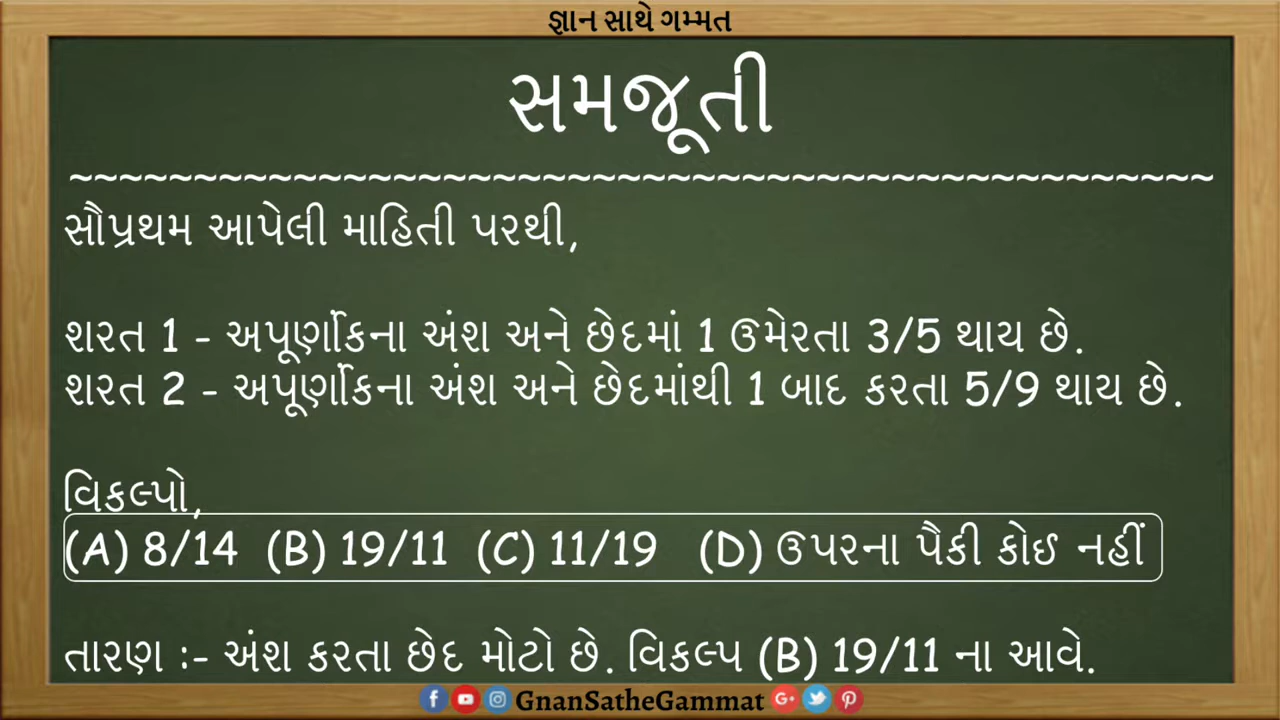 જ્ઞાન સાથે ગમ્મત
સમજૂતી
~~~~~~~~~~~~~~~~~~~~~~~~~~~~~~~~~~~~~~~~~~~~~~~
સૌપ્રથમ આપેલી માહિતી પરથી,
શરત 1 - અપૂર્ણાંકના અંશ અને છેદમાં 1 ઉમેરતા 3/5 થાય છે.
શરત 2 - અપૂર્ણાંકના અંશ અને છેદમાંથી 1 બાદ કરતા 5/9 થાય છે.
વિકલ્પો,
(A) 8/14 (B) 19/11 (C) 11/19 (D) ઉપરના પૈકી કોઈ નહીં
તારણ :- અંશ કરતા છેદ મોટો છે. વિકલ્પ (B) 19/11 ના આવે.
GnanSatheGammat